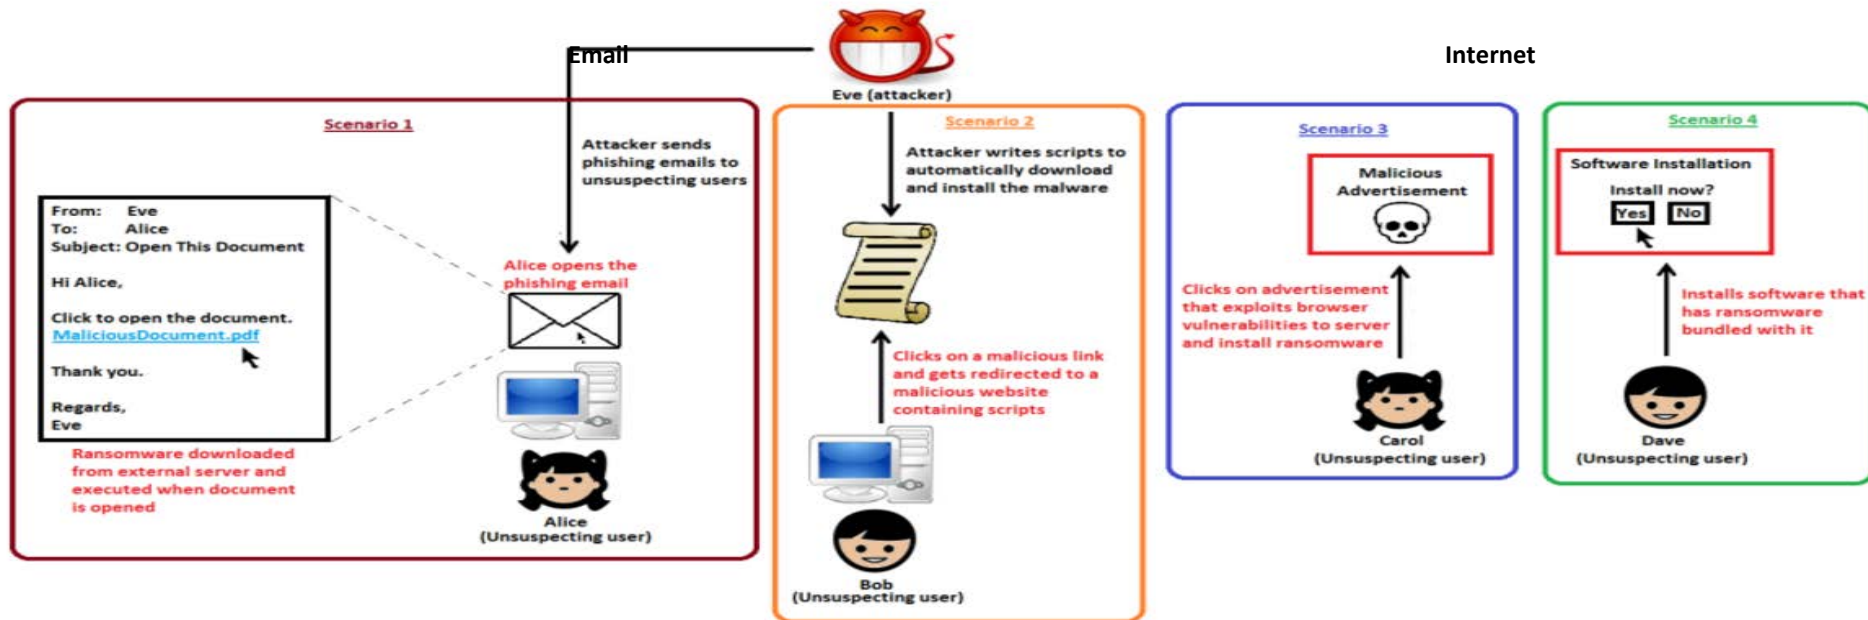 Email
Internet
Eve (attacker)
Scenario 1
Attacker sends
phishing emails to
unsuspecting users
From: Eve
To: Alice
Subject: Open This Document
Hi Alice,
Click to open the document.
MaliciousDocument.pdf
Thank you.
Regards,
Eve
Alice opens the
phishing email
Ransomware downloaded
from external server and
executed when document
is opened
Alice
(Unsuspecting user)
Scenario 2
Attacker writes scripts to
automatically download
and install the malware
Clicks on a malicious link
and gets redirected to a
malicious website
containing scripts
Bob
(Unsuspecting user)
Scenario 3
Malicious
Advertisement
Clicks on advertisement
that exploits browser
vulnerabilities to server
and install ransomware
Carol
(Unsuspecting user)
Scenario 4
Software Installation
Install now?
Yes No
Installs software that
has ransomware
bundled with it
Dave
(Unsuspecting user)